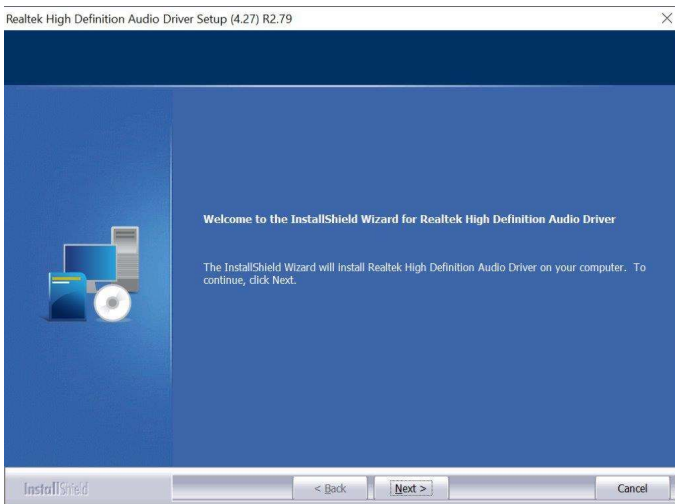 Realtek High Definition Audio Driver Setup (4.27) R2.79
Welcome to the InstallShield Wizard for Realtek High Definition Audio Driver
The InstallShield Wizard will install Realtek High Definition Audio Driver on your computer. To
continue, click Next.
InstallShield
< Back
Next >
Cancel